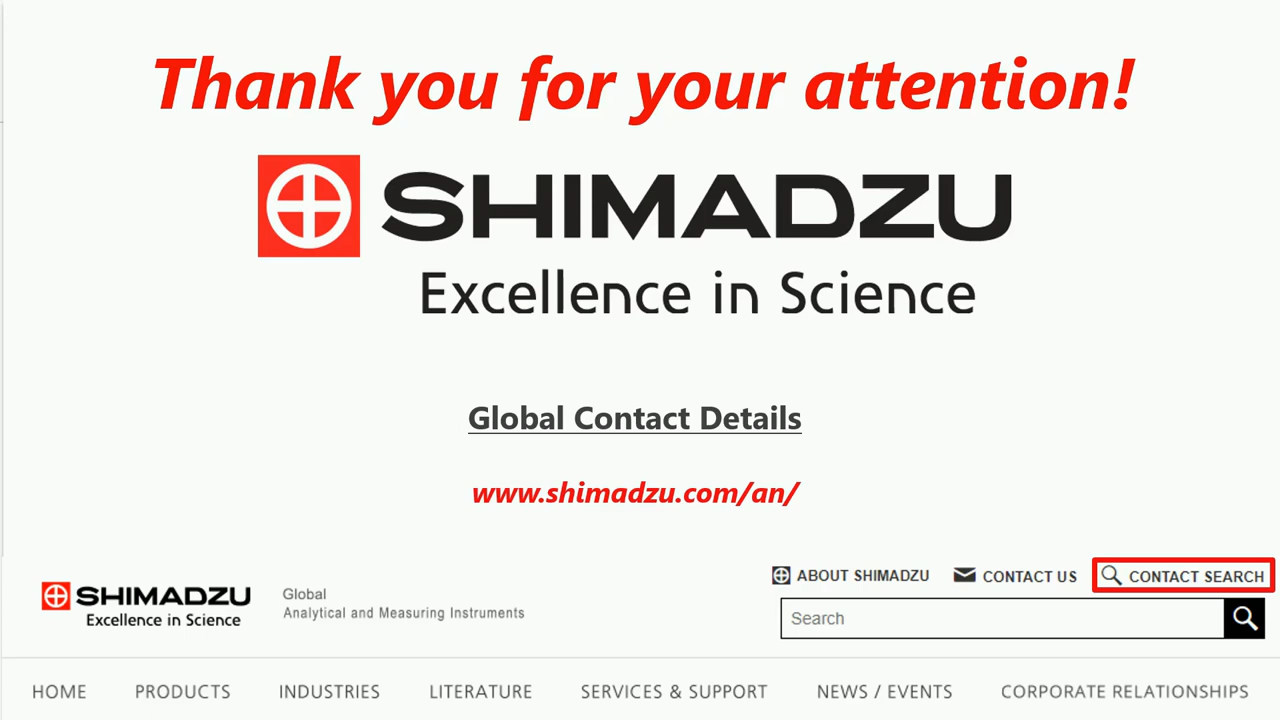 Thank you for your attention!
SHIMADZU
Excellence in Science
Global Contact Details
www.shimadzu.com/an/
ABOUT SHIMADZU CONTACT US CONTACT SEARCH
SHIMADZU
Excellence in Science
Global
Analytical and Measuring Instruments
Search
HOME PRODUCTS INDUSTRIES LITERATURE SERVICES & SUPPORT NEWS / EVENTS CORPORATE RELATIONSHIPS